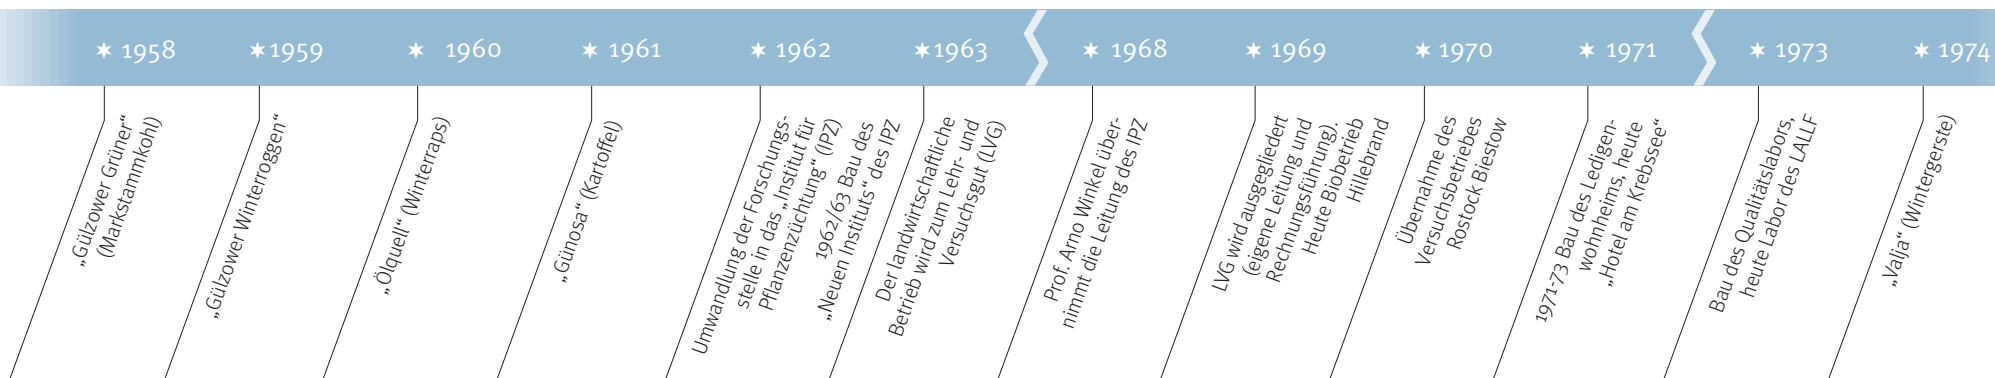 1958
1959
1960
1961
1962
1963
1968
1969
1970
1971
1973
1974
„Gülzower Grüner“
(Markstammkohl)
„Gülzower Winterroggen“
„Ölquell“ (Winterraps)
„Günosa“ (Kartoffel)
Umwandlung der Forschungs-
stelle in das „Institut für
Pflanzenzüchtung“ (IPZ)
1962/63 Bau des
„Neuen Instituts“ des IPZ
Der landwirtschaftliche
Betrieb wird zum Lehr- und
Versuchsgut (LVG)
Prof. Arno Winkel über-
nimmt die Leitung des IPZ
LVG wird ausgegliedert
(eigene Leitung und
Rechnungsführung).
Heute Biobetrieb
Hillebrand
Übernahme des
Versuchsbetriebes
Rostock Biestow
1971-73 Bau des Ledigen-
wohnheims, heute
„Hotel am Krebssee“
Bau des Qualitätslabors,
heute Labor des LALLF
„Valja“ (Wintergerste)